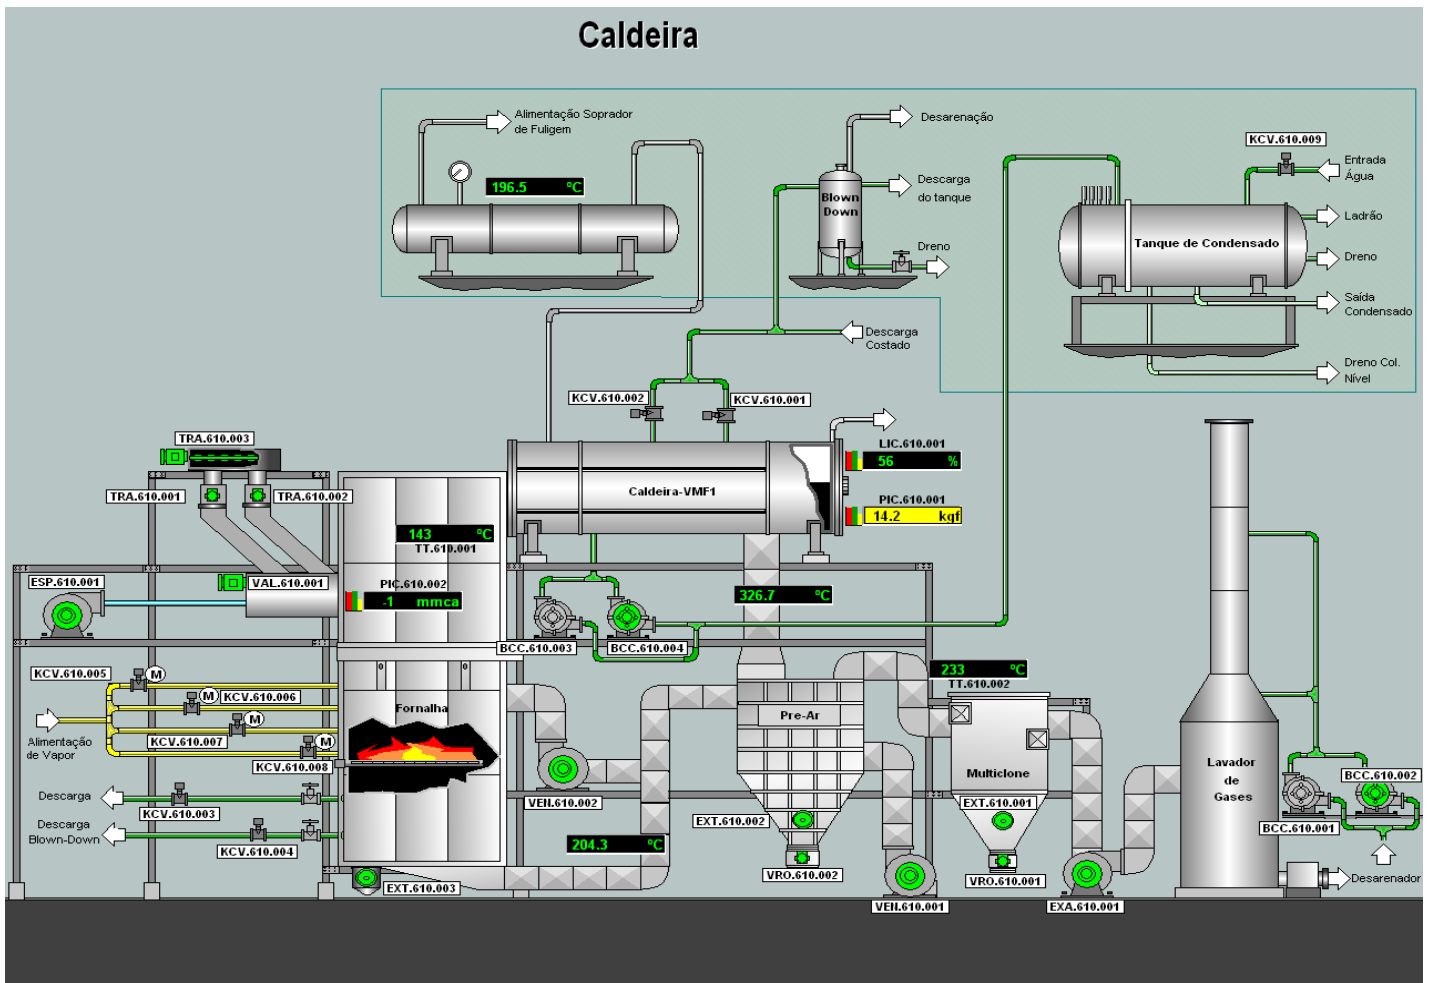 Caldeira
Alimentação Soprador
de Fuligem
196.5 ºC
Desarenação
Descarga
do tanque
Blown
Down
Dreno
KCV.610.009
Entrada
Água
Ladrão
Tanque de Condensado
Dreno
Saída
Condensado
Dreno Col.
Nível
Descarga
Costado
KCV.610.002
KCV.610.001
TRA.610.003
TRA.610.001
TRA.610.002
LIC.610.001
56 %
Caldeira-VMF1
PIC.610.001
14.2 kgf
143 ºC
TT.610.001
ESP.610.001
VAL.610.001
PIC.610.002
-1 mmca
326.7 ºC
BCC.610.003
BCC.610.004
KCV.610.005
M
M
KCV.610.006
M
KCV.610.007
M
KCV.610.008
Alimentação
de Vapor
Fornalha
233 ºC
TT.610.002
Pre-Ar
Multiclone
Lavador
de
Gases
Descarga
KCV.610.003
Descarga
Blown-Down
KCV.610.004
VEN.610.002
204.3 ºC
EXT.610.002
EXT.610.001
BCC.610.002
BCC.610.001
EXT.610.003
VRO.610.002
VRO.610.001
Desarenador
VEN.610.001
EXA.610.001